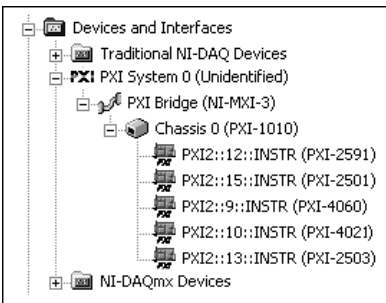 Devices and Interfaces
Traditional NI-DAQ Devices
PXI PXI System 0 (Unidentified)
PXI Bridge (NI-MXI-3)
Chassis 0 (PXI-1010)
PXI2::12::INSTR (PXI-2591)
PXI2::15::INSTR (PXI-2501)
PXI2::9::INSTR (PXI-4060)
PXI2::10::INSTR (PXI-4021)
PXI2::13::INSTR (PXI-2503)
NI-DAQmx Devices